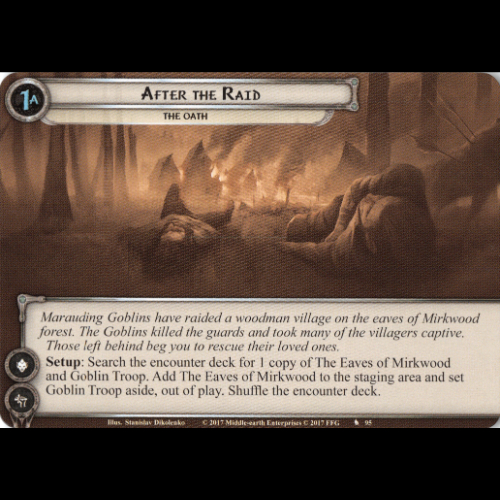 1A
AFTER THE RAID
THE OATH
Marauding Goblins have raided a woodman village on the eaves of Mirkwood
forest. The Goblins killed the guards and took many of the villagers captive.
Those left behind beg you to rescue their loved ones.
Setup: Search the encounter deck for 1 copy of The Eaves of Mirkwood
and Goblin Troop. Add The Eaves of Mirkwood to the staging area and set
Goblin Troop aside, out of play. Shuffle the encounter deck.
Illus. Stanislav Dikolenko © 2017 Middle-earth Enterprises © 2017 FFG 95